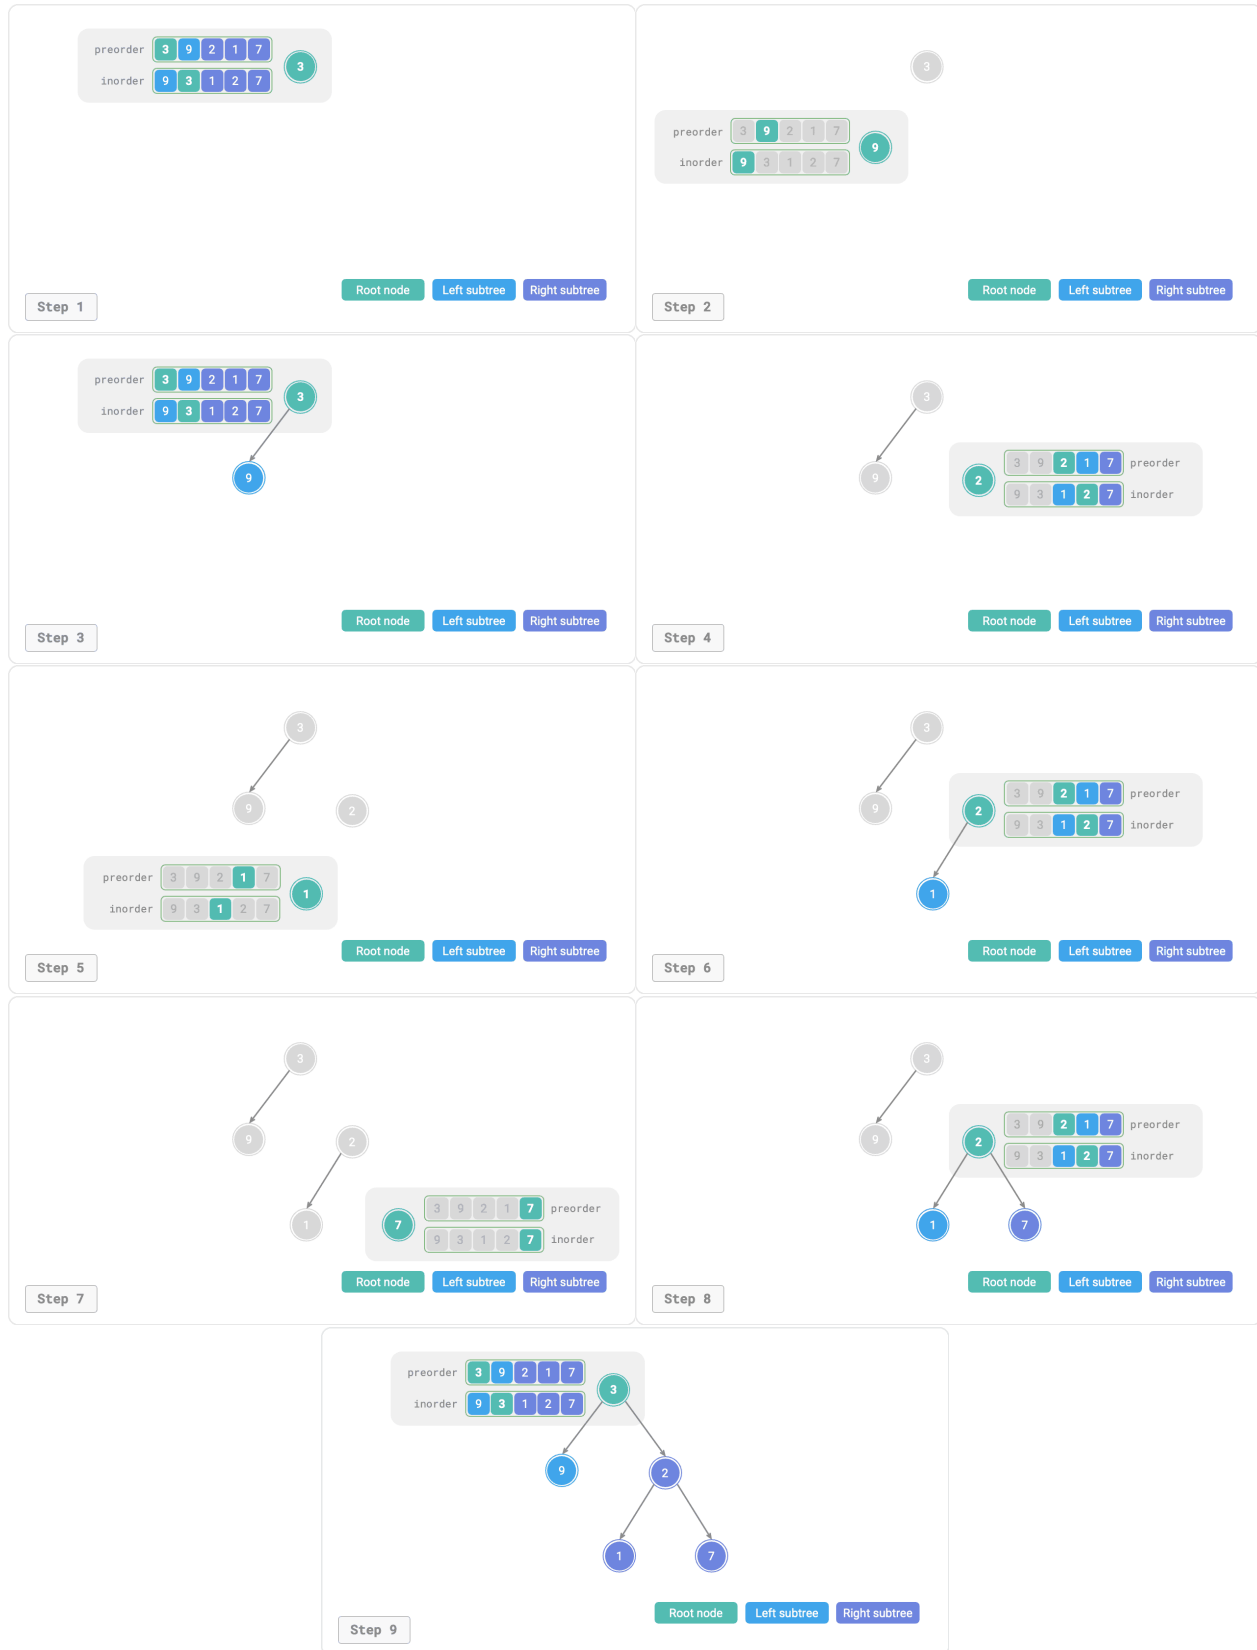 preorder 3 9 2 1 7
3
inorder 9 3 1 2 7
Root node Left subtree Right subtree
Step 1
3
preorder 3 9 2 1 7
9
inorder 9 3 1 2 7
Root node Left subtree Right subtree
Step 2
preorder 3 9 2 1 7
3
inorder 9 3 1 2 7
9
Root node Left subtree Right subtree
Step 3
3
9
2
3 9 2 1 7 preorder
9 3 1 2 7 inorder
Root node Left subtree Right subtree
Step 4
3
9 2
preorder 3 9 2 1 7
1
inorder 9 3 1 2 7
Root node Left subtree Right subtree
Step 5
3
3 9 2 1 7 preorder
9 2
9 3 1 2 7 inorder
1
Root node Left subtree Right subtree
Step 6
3
9 2
1
7
3 9 2 1 7 preorder
9 3 1 2 7 inorder
Root node Left subtree Right subtree
Step 7
3
3 9 2 1 7 preorder
9 2
9 3 1 2 7 inorder
1 7
Root node Left subtree Right subtree
Step 8
preorder 3 9 2 1 7
3
inorder 9 3 1 2 7
9 2
1 7
Root node Left subtree Right subtree
Step 9